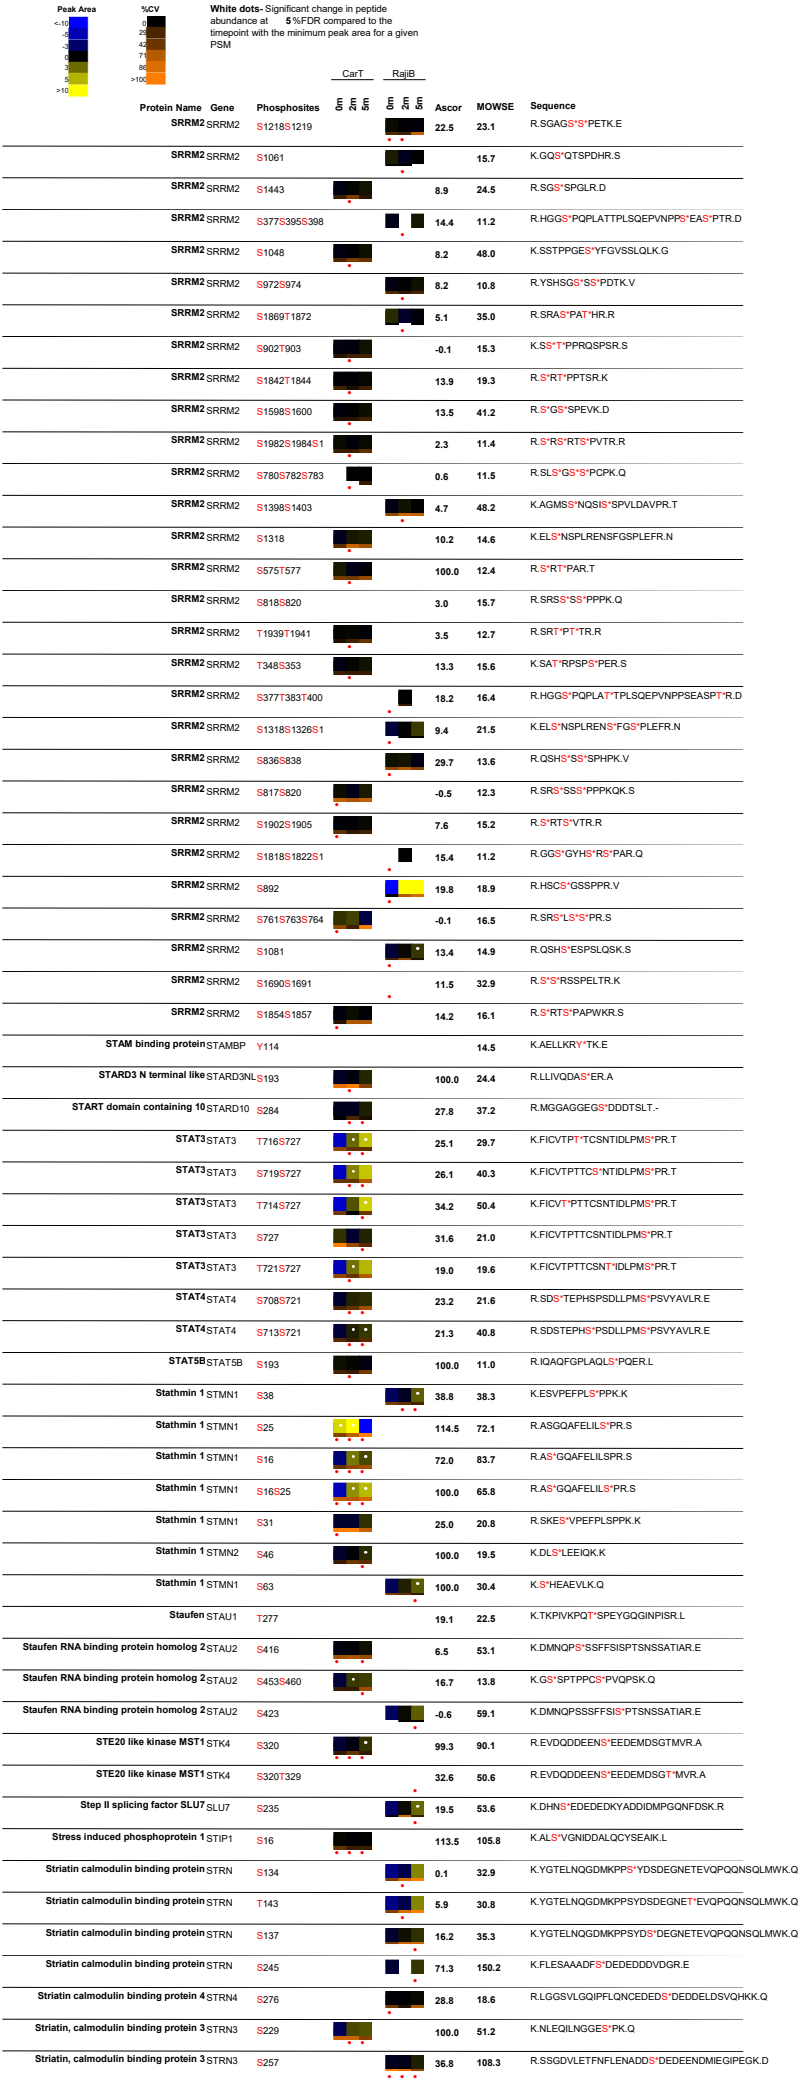 Peak Area %CV White dots- Significant change in peptide
abundance at 5 %FDR compared to the
timepoint with the minimum peak area for a given
PSM
<-10 0
-5 29
-3 42
0 71
3 86
5 >100
>10
CarT RajiB
Protein Name Gene Phosphosites 0m 2m 5m 0m 2m 5m Ascor MOWSE Sequence
SRRM2 SRRM2 S1218S1219 22.5 23.1 R.SGAGS*S*PETK.E
SRRM2 SRRM2 S1061 15.7 K.GQS*QTSPDHR.S
SRRM2 SRRM2 S1443 8.9 24.5 R.SGS*SPGLR.D
SRRM2 SRRM2 S377S395S398 14.4 11.2 R.HGGS*PQPLATTPLSQEPVNPPS*EAS*PTR.D
SRRM2 SRRM2 S1048 8.2 48.0 K.SSTPPGES*YFGVSSLQLK.G
SRRM2 SRRM2 S972S974 8.2 10.8 R.YSHSGS*SS*PDTK.V
SRRM2 SRRM2 S1869T1872 5.1 35.0 R.SRAS*PAT*HR.R
SRRM2 SRRM2 S902T903 -0.1 15.3 K.SS*T*PPRQSPSR.S
SRRM2 SRRM2 S1842T1844 13.9 19.3 R.S*RT*PPTSR.K
SRRM2 SRRM2 S1598S1600 13.5 41.2 R.S*GS*SPEVK.D
SRRM2 SRRM2 S1982S1984S1 2.3 11.4 R.S*RS*RTS*PVTR.R
SRRM2 SRRM2 S780S782S783 0.6 11.5 R.SLS*GS*S*PCPK.Q
SRRM2 SRRM2 S1398S1403 4.7 48.2 K.AGMSS*NQSIS*SPVLDAVPR.T
SRRM2 SRRM2 S1318 10.2 14.6 K.ELS*NSPLRENSFGSPLEFR.N
SRRM2 SRRM2 S575T577 100.0 12.4 R.S*RT*PAR.T
SRRM2 SRRM2 S818S820 3.0 15.7 R.SRSS*SS*PPPK.Q
SRRM2 SRRM2 T1939T1941 3.5 12.7 R.SRT*PT*TR.R
SRRM2 SRRM2 T348S353 13.3 15.6 K.SAT*RPSPS*PER.S
SRRM2 SRRM2 S377T383T400 18.2 16.4 R.HGGS*PQPLAT*TPLSQEPVNPPSEASPT*R.D
SRRM2 SRRM2 S1318S1326S1 9.4 21.5 K.ELS*NSPLRENS*FGS*PLEFR.N
SRRM2 SRRM2 S836S838 29.7 13.6 R.QSHS*SS*SPHPK.V
SRRM2 SRRM2 S817S820 -0.5 12.3 R.SRS*SSS*PPPKQK.S
SRRM2 SRRM2 S1902S1905 7.6 15.2 R.S*RTS*VTR.R
SRRM2 SRRM2 S1818S1822S1 15.4 11.2 R.GGS*GYHS*RS*PAR.Q
SRRM2 SRRM2 S892 19.8 18.9 R.HSCS*GSSPPR.V
SRRM2 SRRM2 S761S763S764 -0.1 16.5 R.SRS*LS*S*PR.S
SRRM2 SRRM2 S1081 13.4 14.9 R.QSHS*ESPSLQSK.S
SRRM2 SRRM2 S1690S1691 11.5 32.9 R.S*S*RSSPELTR.K
SRRM2 SRRM2 S1854S1857 14.2 16.1 R.S*RTS*PAPWKR.S
STAM binding protein STAMBP Y114 14.5 K.AELLKRY*TK.E
STARD3 N terminal like STARD3NL S193 100.0 24.4 R.LLIVQDAS*ER.A
START domain containing 10 STARD10 S284 27.8 37.2 R.MGGAGGEGS*DDDTSLT.-
STAT3 STAT3 T716S727 25.1 29.7 K.FICVTPT*TCSNTIDLPMS*PR.T
STAT3 STAT3 S719S727 26.1 40.3 K.FICVTPTTCS*NTIDLPMS*PR.T
STAT3 STAT3 T714S727 34.2 50.4 K.FICVT*PTTCSNTIDLPMS*PR.T
STAT3 STAT3 S727 31.6 21.0 K.FICVTPTTCSNTIDLPMS*PR.T
STAT3 STAT3 T721S727 19.0 19.6 K.FICVTPTTCSNT*IDLPMS*PR.T
STAT4 STAT4 S708S721 23.2 21.6 R.SDS*TEPHSPSDLLPMS*PSVYAVLR.E
STAT4 STAT4 S713S721 21.3 40.8 R.SDSTEPHS*PSDLLPMS*PSVYAVLR.E
STAT5B STAT5B S193 100.0 11.0 R.IQAQFGPLAQLS*PQER.L
Stathmin 1 STMN1 S38 38.8 38.3 K.ESVPEFPLS*PPK.K
Stathmin 1 STMN1 S25 114.5 72.1 R.ASGQAFELILS*PR.S
Stathmin 1 STMN1 S16 72.0 83.7 R.AS*GQAFELILSPR.S
Stathmin 1 STMN1 S16S25 100.0 65.8 R.AS*GQAFELILS*PR.S
Stathmin 1 STMN1 S31 25.0 20.8 R.SKES*VPEFPLSPPK.K
Stathmin 1 STMN2 S46 100.0 19.5 K.DLS*LEEIQK.K
Stathmin 1 STMN1 S63 100.0 30.4 K.S*HEAEVLK.Q
Staufen STAU1 T277 19.1 22.5 K.TKPIVKPQT*SPEYGQGINPISR.L
Staufen RNA binding protein homolog 2 STAU2 S416 6.5 53.1 K.DMNQPS*SSFFSISPTSNSSATIAR.E
Staufen RNA binding protein homolog 2 STAU2 S453S460 16.7 13.8 K.GS*SPTPPCS*PVQPSK.Q
Staufen RNA binding protein homolog 2 STAU2 S423 -0.6 59.1 K.DMNQPSSSFFSIS*PTSNSSATIAR.E
STE20 like kinase MST1 STK4 S320 99.3 90.1 R.EVDQDDEENS*EEDEMDSGTMVR.A
STE20 like kinase MST1 STK4 S320T329 32.6 50.6 R.EVDQDDEENS*EEDEMDSGT*MVR.A
Step II splicing factor SLU7 SLU7 S235 19.5 53.6 K.DHNS*EDEDEDKYADDIDMPGQNFDSK.R
Stress induced phosphoprotein 1 STIP1 S16 113.5 105.8 K.ALS*VGNIDDALQCYSEAIK.L
Striatin calmodulin binding protein STRN S134 0.1 32.9 K.YGTELNQGDMKPPS*YDSDEGNETEVQPQQNSQLMWK.Q
Striatin calmodulin binding protein STRN T143 5.9 30.8 K.YGTELNQGDMKPPSYDSDEGNET*EVQPQQNSQLMWK.Q
Striatin calmodulin binding protein STRN S137 16.2 35.3 K.YGTELNQGDMKPPSYDS*DEGNETEVQPQQNSQLMWK.Q
Striatin calmodulin binding protein STRN S245 71.3 150.2 K.FLESAAADFS*DEDEDDDVDGR.E
Striatin calmodulin binding protein 4 STRN4 S276 28.8 18.6 R.LGGSVLGQIPFLQNCEDED​S*DEDDELDSVQHKK.Q
Striatin, calmodulin binding protein 3 STRN3 S229 100.0 51.2 K.NLEQILNGGES*PK.Q
Striatin, calmodulin binding protein 3 STRN3 S257 36.8 108.3 R.SSGDVLETFNFLENADDS*DEDEENDMIEGIPEGK.D